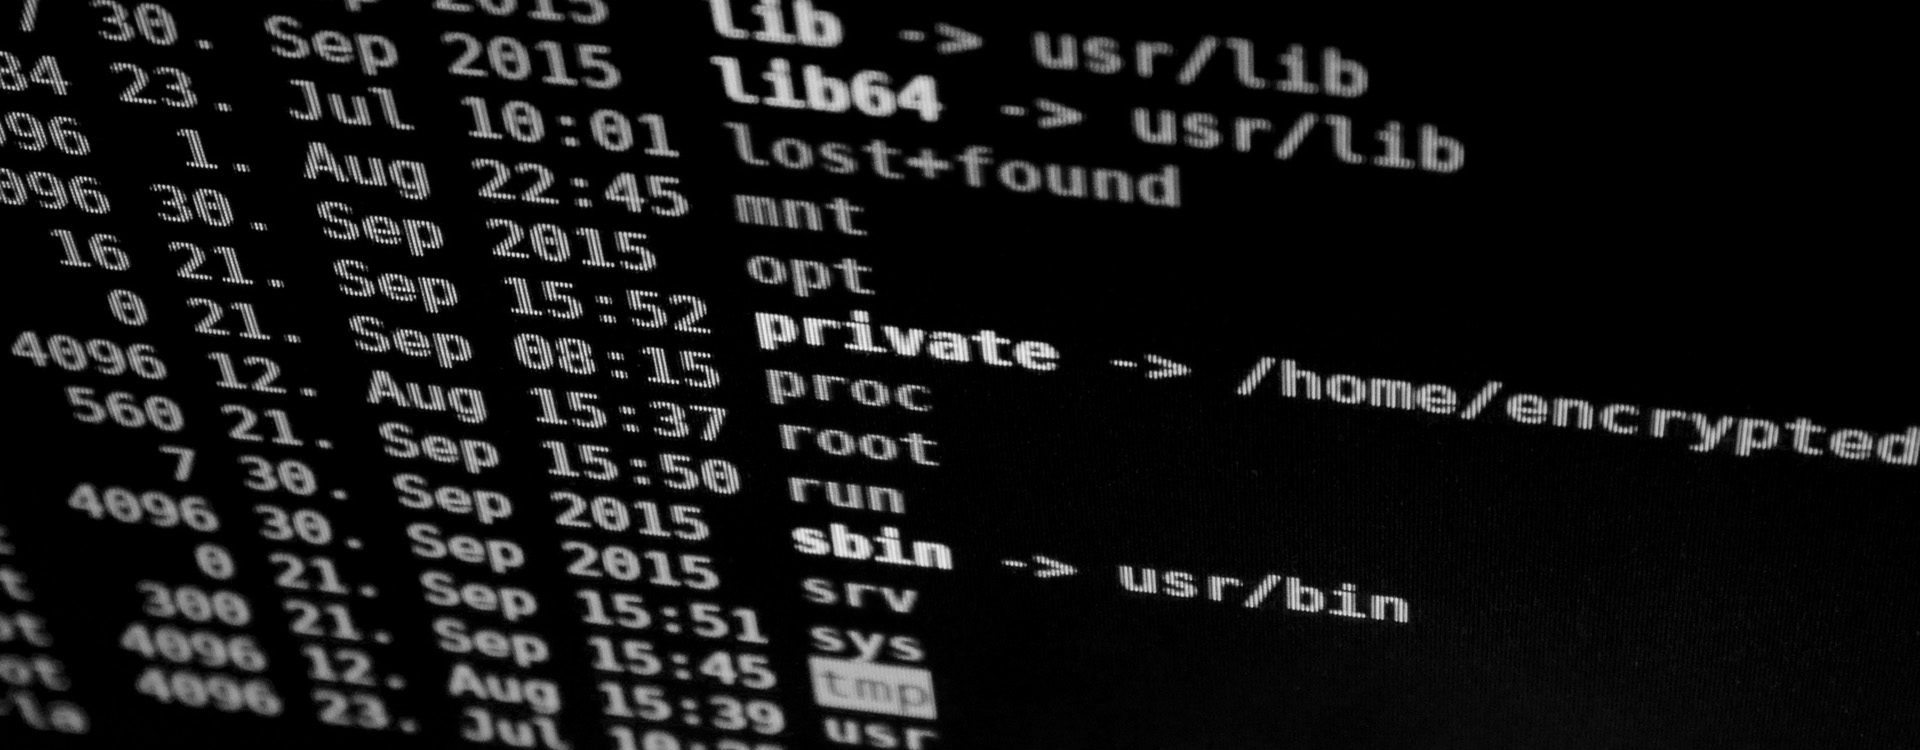 p 2015 lib -> usr/lib
7 30. Sep 2015 lib64 -> usr/lib
84 23. Jul 10:01 lost+found
096 1. Aug 22:45 mnt
096 30. Sep 2015 opt
16 21. Sep 15:52 private -> /home/encrypted
0 21. Sep 08:15 proc
4096 12. Aug 15:37 root
560 21. Sep 15:50 run
7 30. Sep 2015 sbin -> usr/bin
4096 30. Sep 2015 srv
0 21. Sep 15:51 sys
300 21. Sep 15:45 tmp
4096 12. Aug 15:39 usr
4096 23. Jul